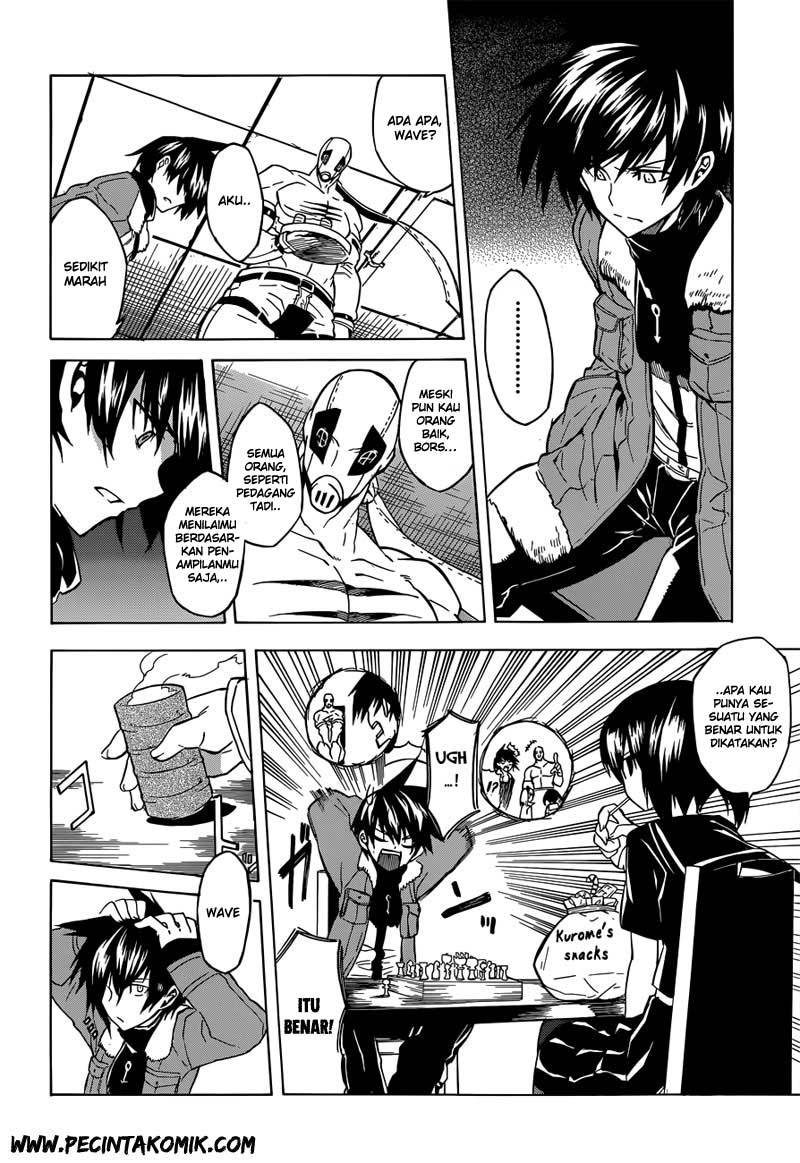 ..........
ADA APA,
WAVE?
AKU..
SEDIKIT
MARAH
MESKI
PUN KAU
ORANG
BAIK,
BORS...
SEMUA
ORANG,
SEPERTI
PEDAGANG
TADI..
MEREKA
MENILAIMU
BERDASAR-
KAN PEN-
AMPILANMU
SAJA,..
..APA KAU
PUNYA SE-
SUATU YANG
BENAR UNTUK
DIKATAKAN?
UGH
...!
!?
Kurome's
snacks
ITU
BENAR!
WAVE
WWW.PECINTAKOMIK.COM